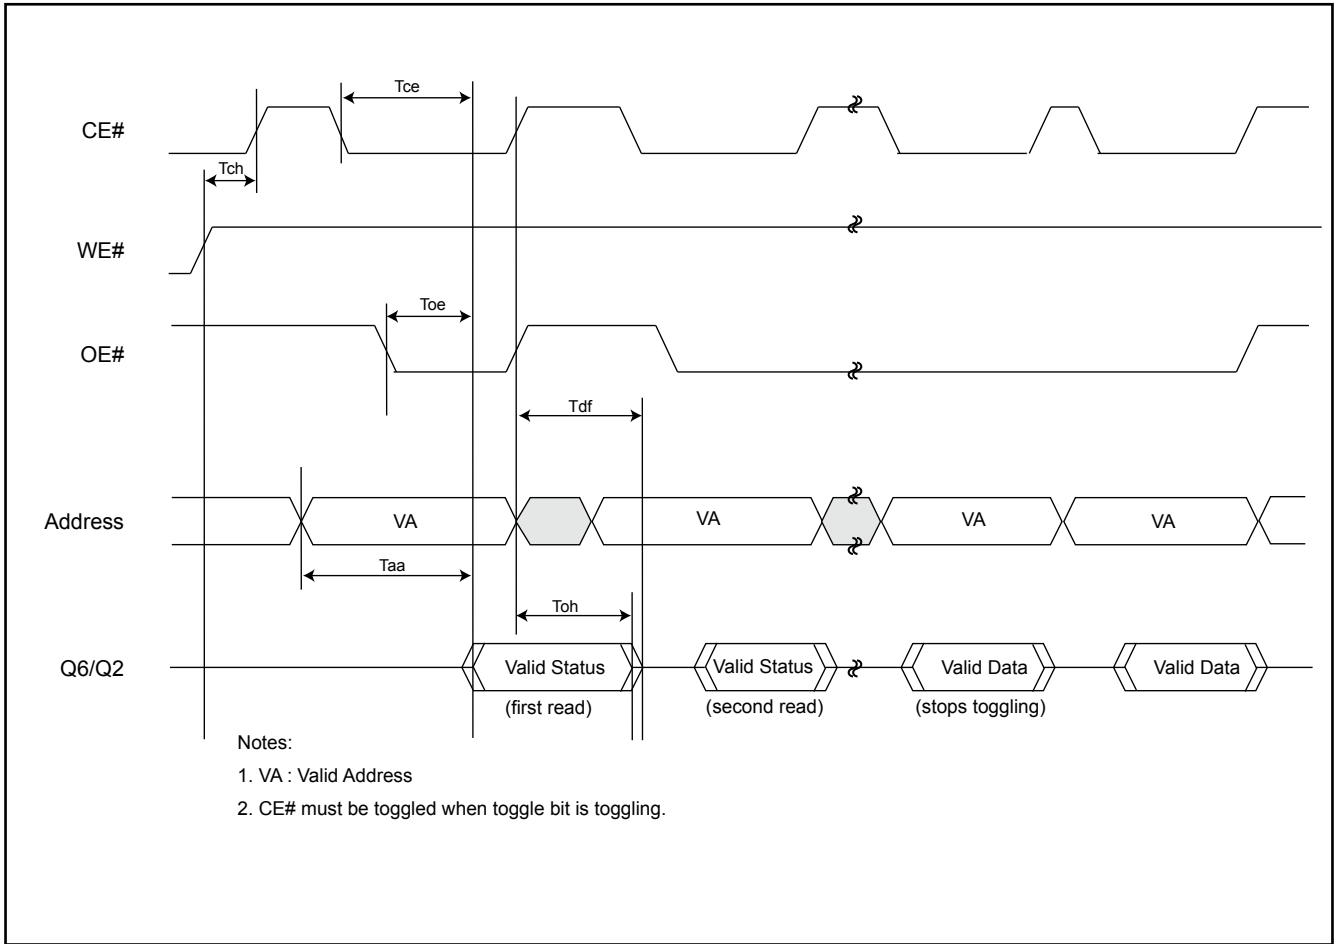 Tce
CE#
Tch
WE#
Toe
OE#
Tdf
Address
VA
VA
VA
VA
Taa
Toh
Q6/Q2
Valid Status
Valid Status
Valid Data
Valid Data
(first read)
(second read)
(stops toggling)
Notes:
1. VA : Valid Address
2. CE# must be toggled when toggle bit is toggling.